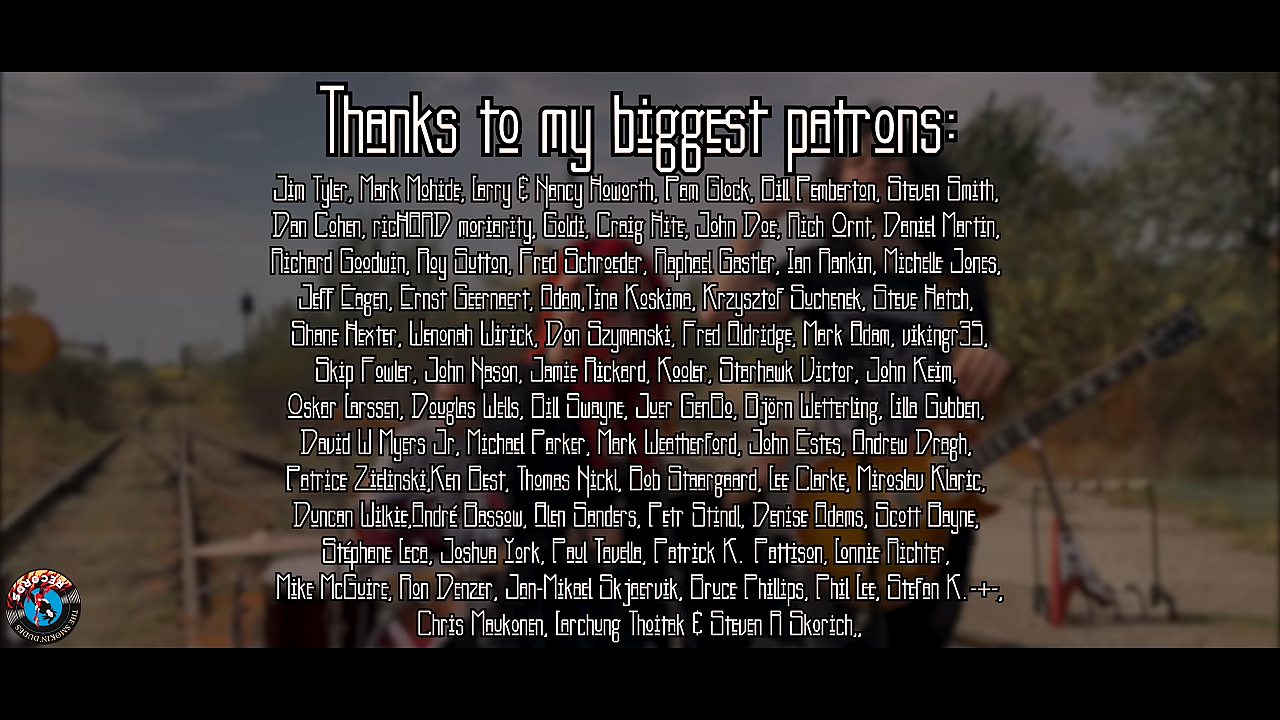 Thanks to my biggest patrons:
Jim Tyler, Mark Mohide, Larry & Nancy Howorth, Pam Glock, Bill Pemberton, Steven Smith,
Dan Cohen, ricHARD moriarity, Goldi, Craig Hite, John Doe, Rich Ornt, Daniel Martin,
Richard Goodwin, Roy Sutton, Fred Schroeder, Raphael Gastler, Ian Rankin, Michelle Jones,
Jeff Eagen, Ernst Geernaert, Adam,Tina Koskima, Krzysztof Suchenek, Steve Hatch,
Shane Hexter, Wenonah Wirick, Don Szymanski, Fred Aldridge, Mark Adam, vikingr35,
Skip Fowler, John Nason, Jamie Rickard, Kooler, Starhawk Victor, John Keim,
Oskar Larssen, Douglas Wells, Bill Swayne, Juer GenBo, Björn Wetterling, Lilla Gubben,
David W Myers Jr, Michael Parker, Mark Weatherford, John Estes, Andrew Dragh,
Patrice Zielinski,Ken Best, Thomas Nickl, Bob Staargaard, Lee Clarke, Miroslav Klaric,
Duncan Wilkie,André Bassow, Alen Sanders, Petr Stindl, Denise Adams, Scott Bayne,
Stéphane Leca, Joshua York, Paul Tavella, Patrick K. Pattison, Lonnie Richter,
Mike McGuire, Ron Denzer, Jan-Mikael Skjaervik, Bruce Phillips, Phil Lee, Stefan K.-+-,
Chris Maukonen, Larchung Thoitak & Steven R Skorich,,
RECORDS
THE SMOKIN' DUDES